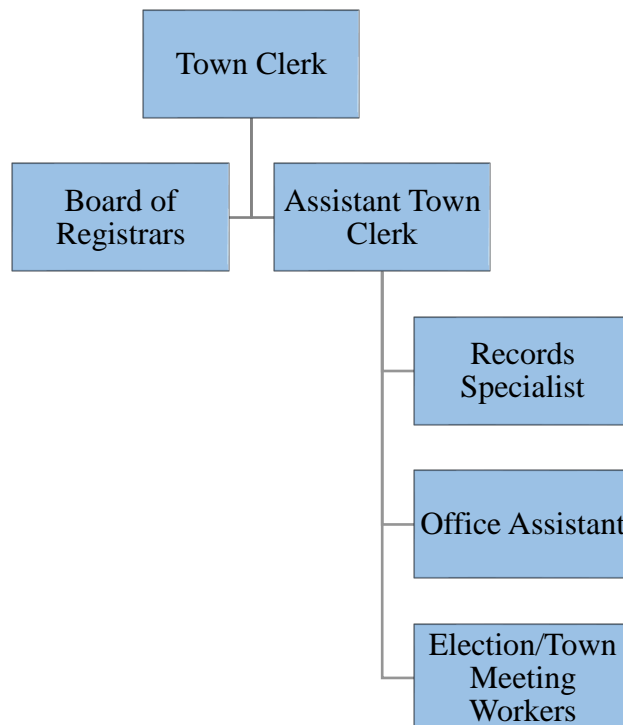 Town Clerk
Board of
Registrars
Assistant Town
Clerk
Records
Specialist
Office Assistant
Election/Town
Meeting
Workers